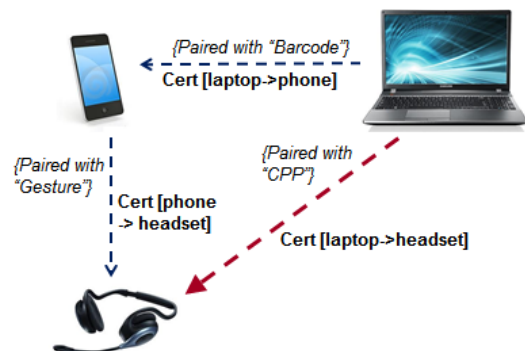 {Paired with “Barcode”}
Cert [laptop->phone]
{Paired with
“Gesture”}
{Paired with
“CPP”}
Cert [phone
-> headset]
Cert [laptop->headset]